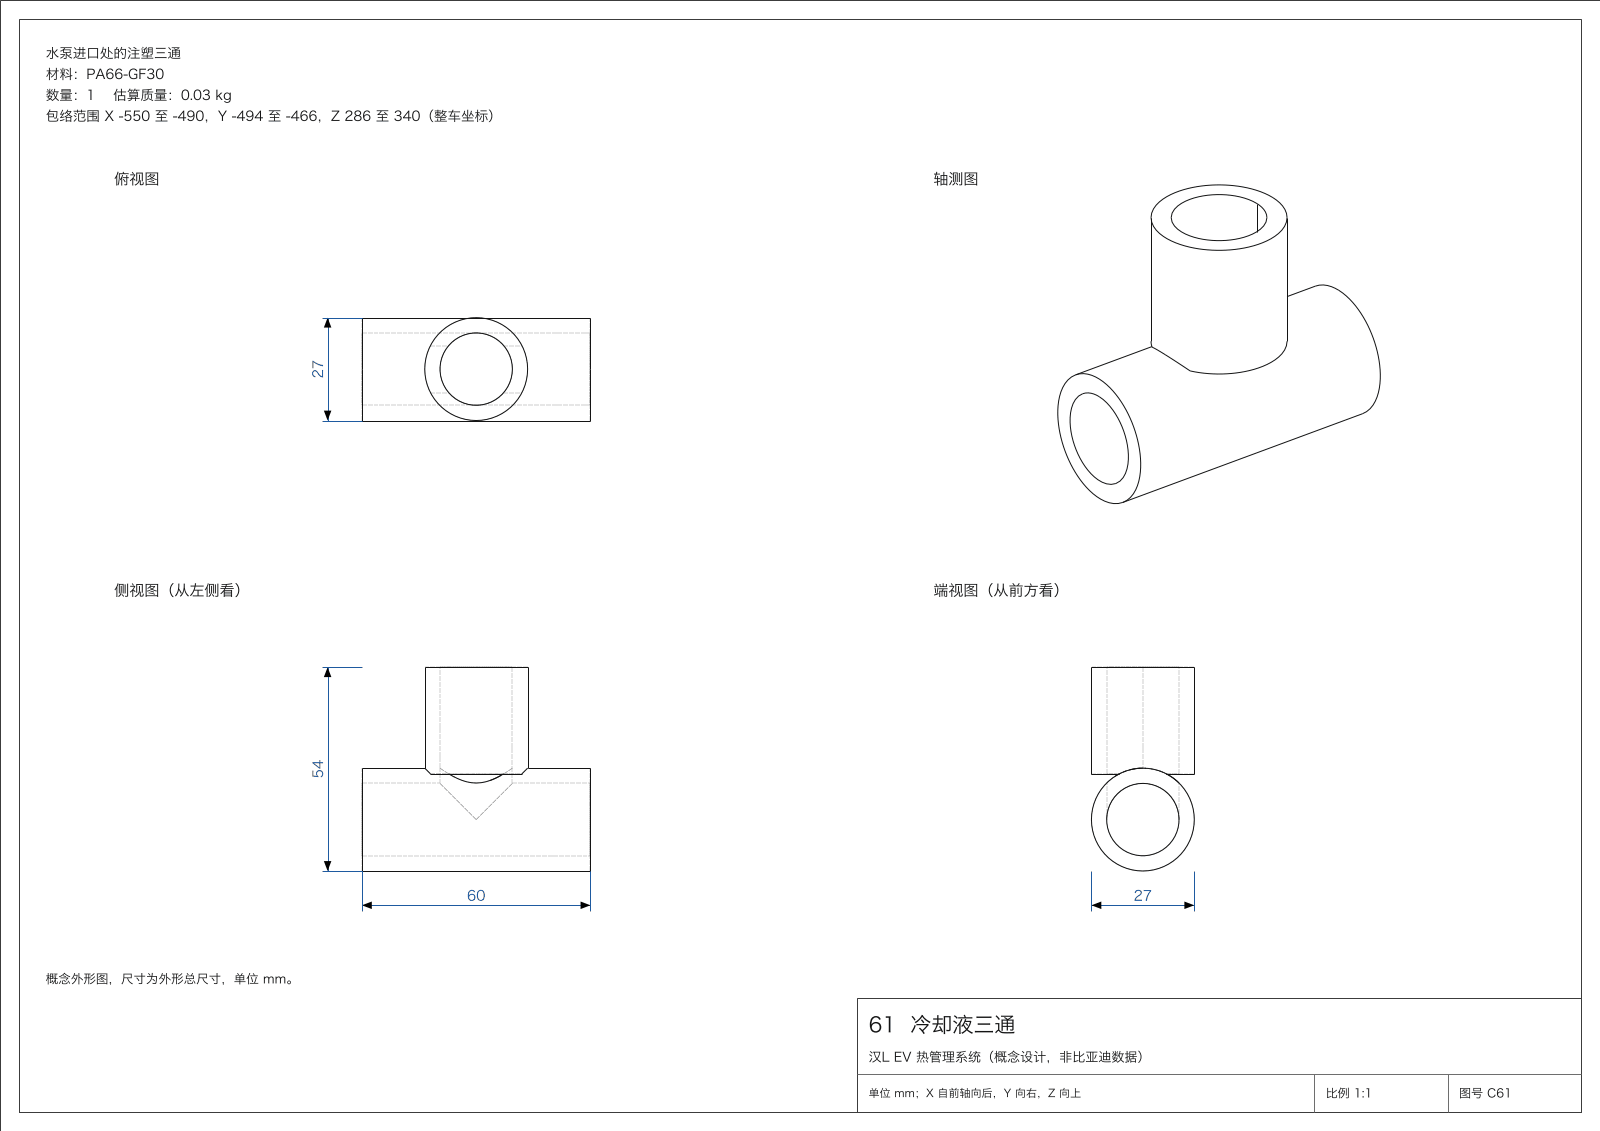 水泵进口处的注塑三通
材料：PA66-GF30
数量：1 估算质量：0.03 kg
包络范围 X -550 至 -490，Y -494 至 -466，Z 286 至 340（整车坐标）
俯视图
轴测图
27
侧视图（从左侧看）
端视图（从前方看）
54
60
27
概念外形图，尺寸为外形总尺寸，单位 mm。
61 冷却液三通
汉L EV 热管理系统（概念设计，非比亚迪数据）
单位 mm；X 自前轴向后，Y 向右，Z 向上
比例 1:1
图号 C61